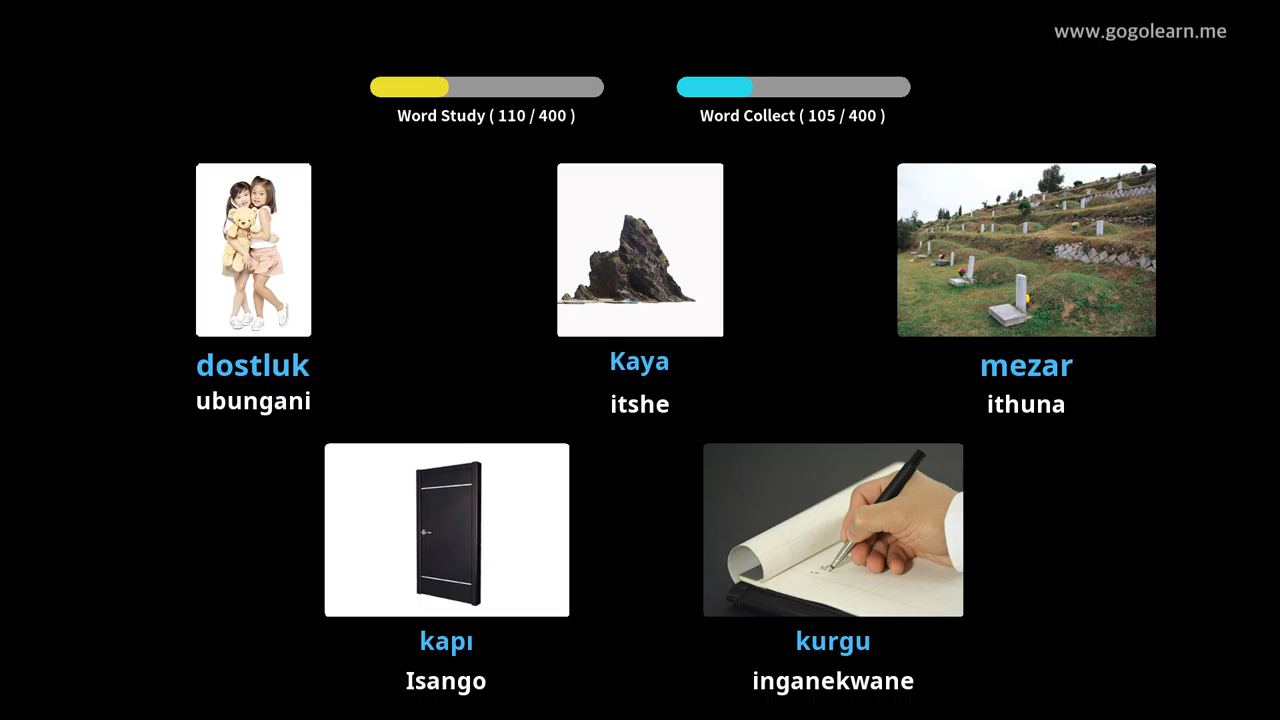 www.gogolearn.me
Word Study ( 110 / 400 )
Word Collect ( 105 / 400 )
dostluk
ubungani
Kaya
itshe
mezar
ithuna
kapı
Isango
kurgu
inganekwane